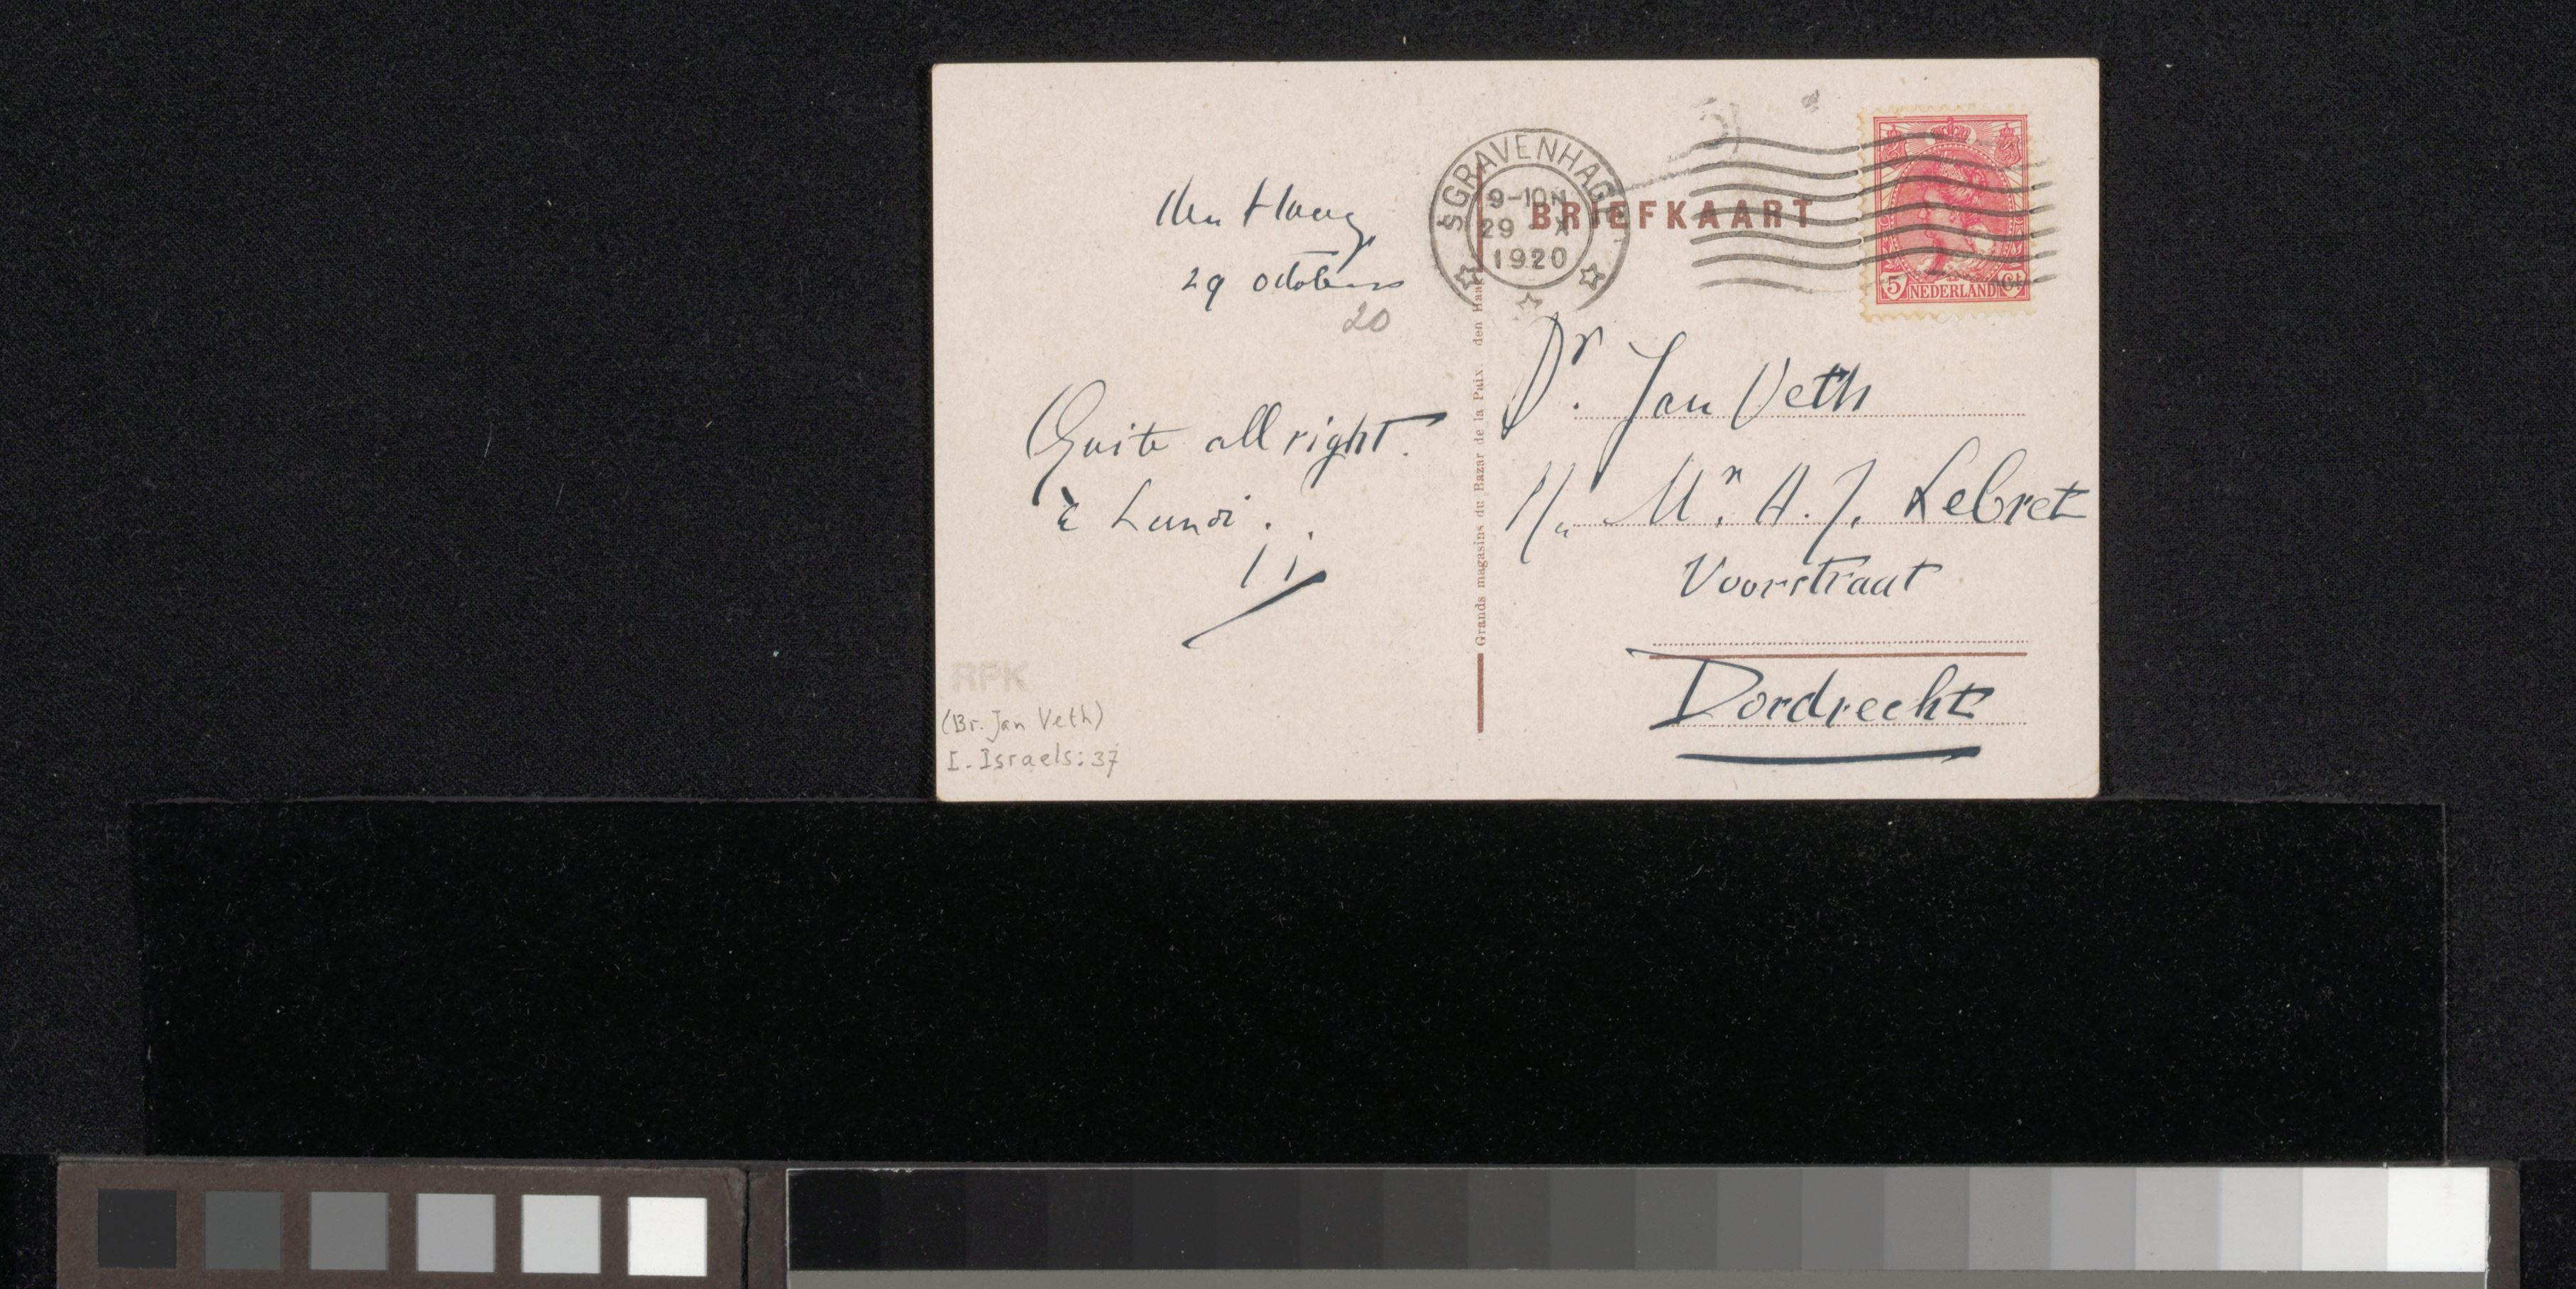 Den Haag
29 October
20
Quite all right.
à Lundi.
I I
RPK
(Br. Jan Veth)
I. Israels: 37
Grands magasins du Bazar de la Paix, den Haag
'sGRAVENHAGE
9-10N
29 X
1920
BRIEFKAART
5 NEDERLAND Ct
Dr. Jan Veth
Mr. H. J. Lebret
Voorstraat
Dordrecht